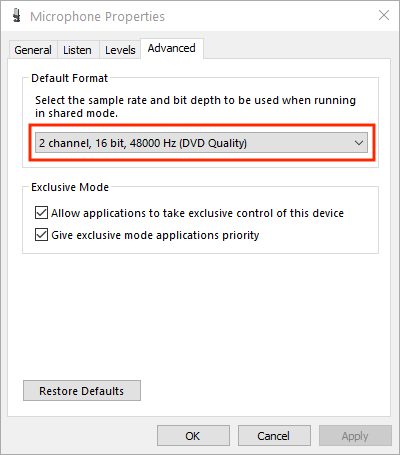 Microphone Properties
General Listen Levels Advanced
Default Format
Select the sample rate and bit depth to be used when running
in shared mode.
2 channel, 16 bit, 48000 Hz (DVD Quality)
Exclusive Mode
Allow applications to take exclusive control of this device
Give exclusive mode applications priority
Restore Defaults
OK Cancel Apply